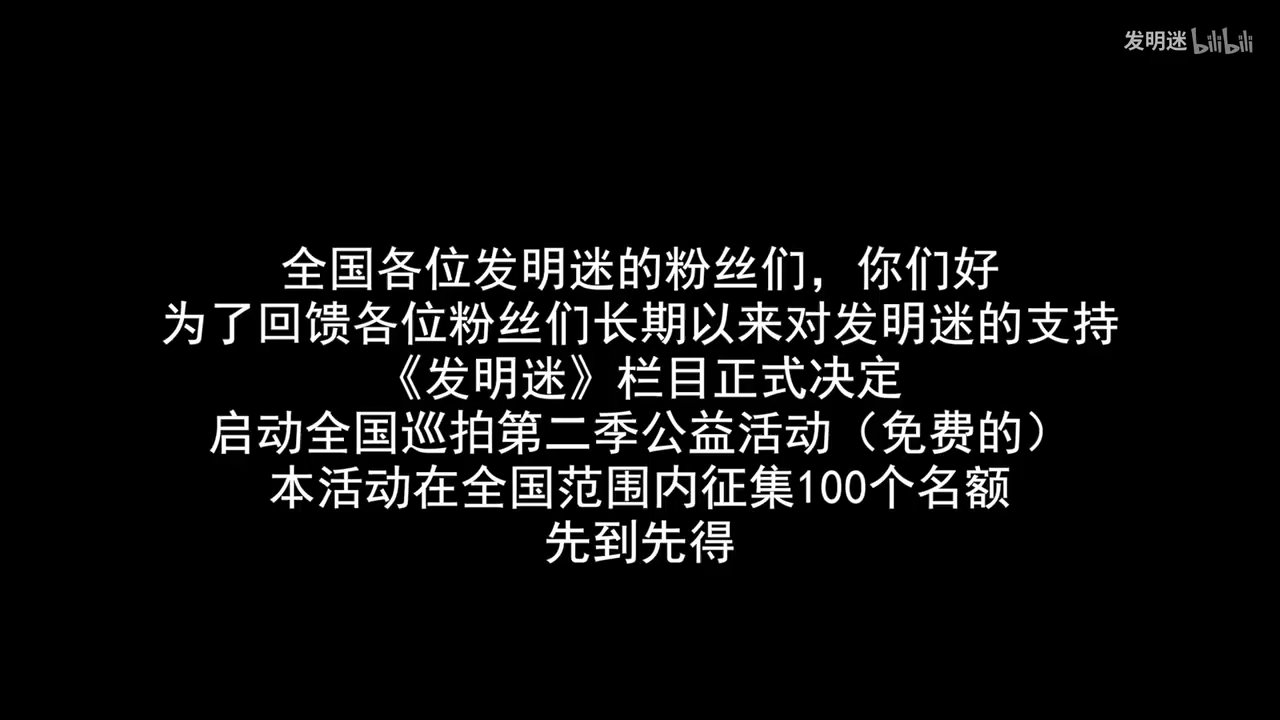 发明迷 bilibili
全国各位发明迷的粉丝们，你们好
为了回馈各位粉丝们长期以来对发明迷的支持
《发明迷》栏目正式决定
启动全国巡拍第二季公益活动（免费的）
本活动在全国范围内征集100个名额
先到先得